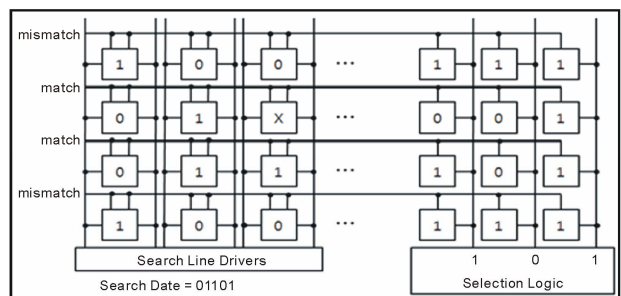 mismatch
1 0 0 ... 1 1 1
match
0 1 X ... 0 0 1
match
0 1 1 ... 1 0 1
mismatch
1 0 0 ... 1 1 1
1 0 1
Search Line Drivers
Selection Logic
Search Date = 01101